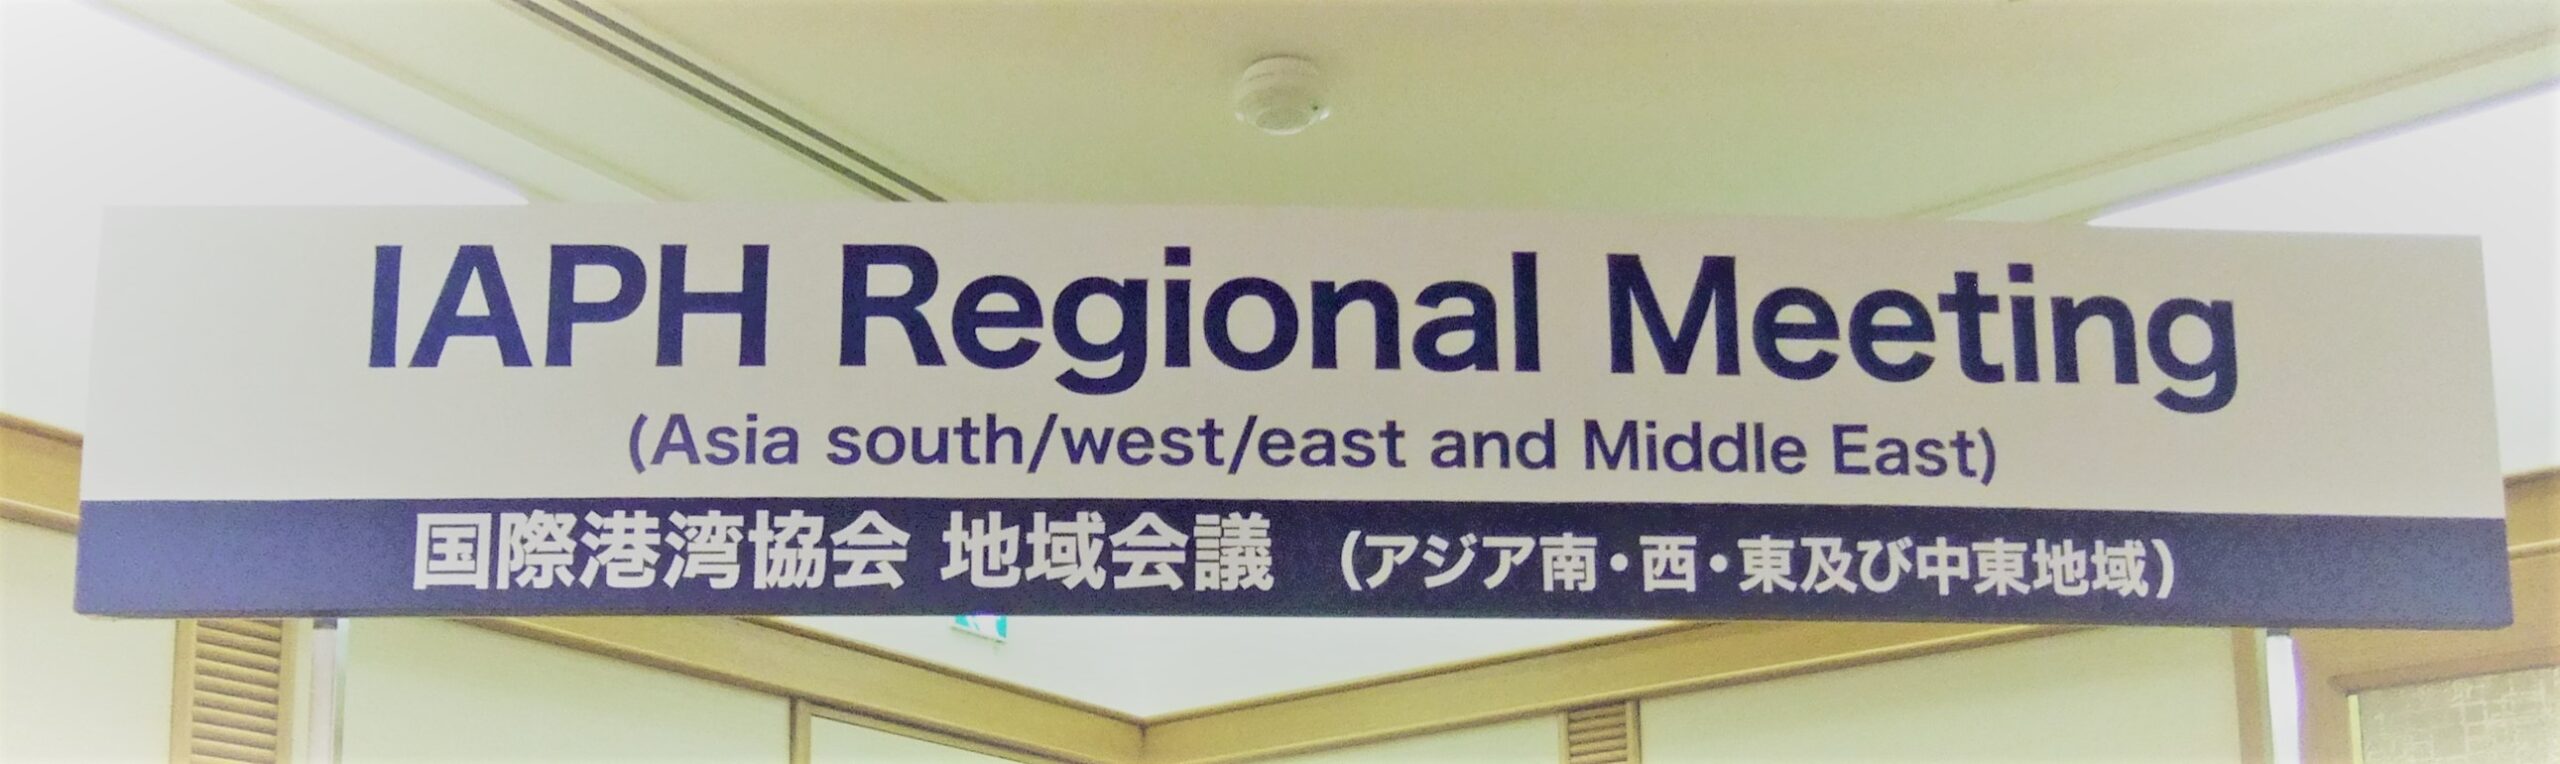 IAPH Regional Meeting
(Asia south/west/east and Middle East)
国際港湾協会 地域会議 （アジア南・西・東及び中東地域）